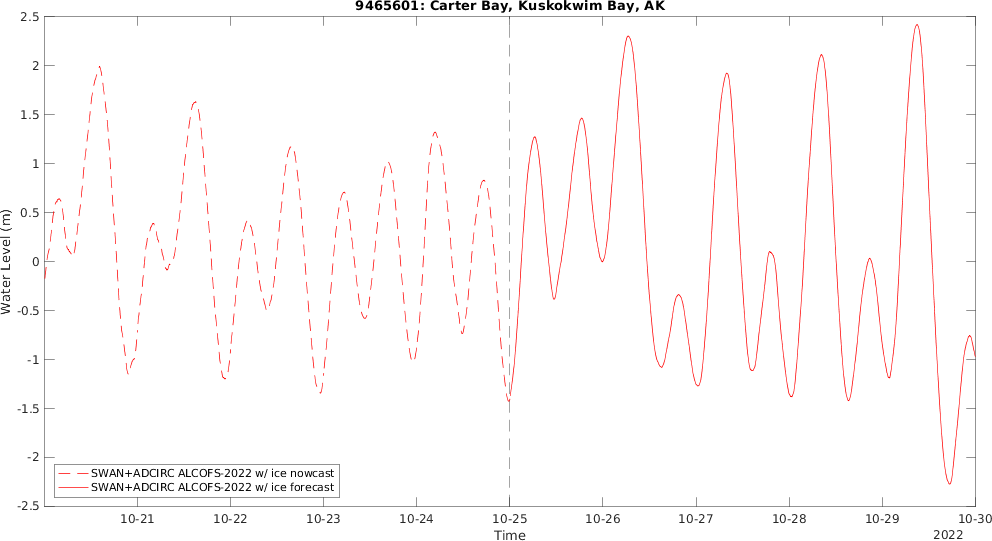 9465601: Carter Bay, Kuskokwim Bay, AK
2.5
2
1.5
1
0.5
0
-0.5
-1
-1.5
-2
-2.5
Water Level (m)
SWAN+ADCIRC ALCOFS-2022 w/ ice nowcast
SWAN+ADCIRC ALCOFS-2022 w/ ice forecast
10-21 10-22 10-23 10-24 10-25 10-26 10-27 10-28 10-29 10-30
Time
2022